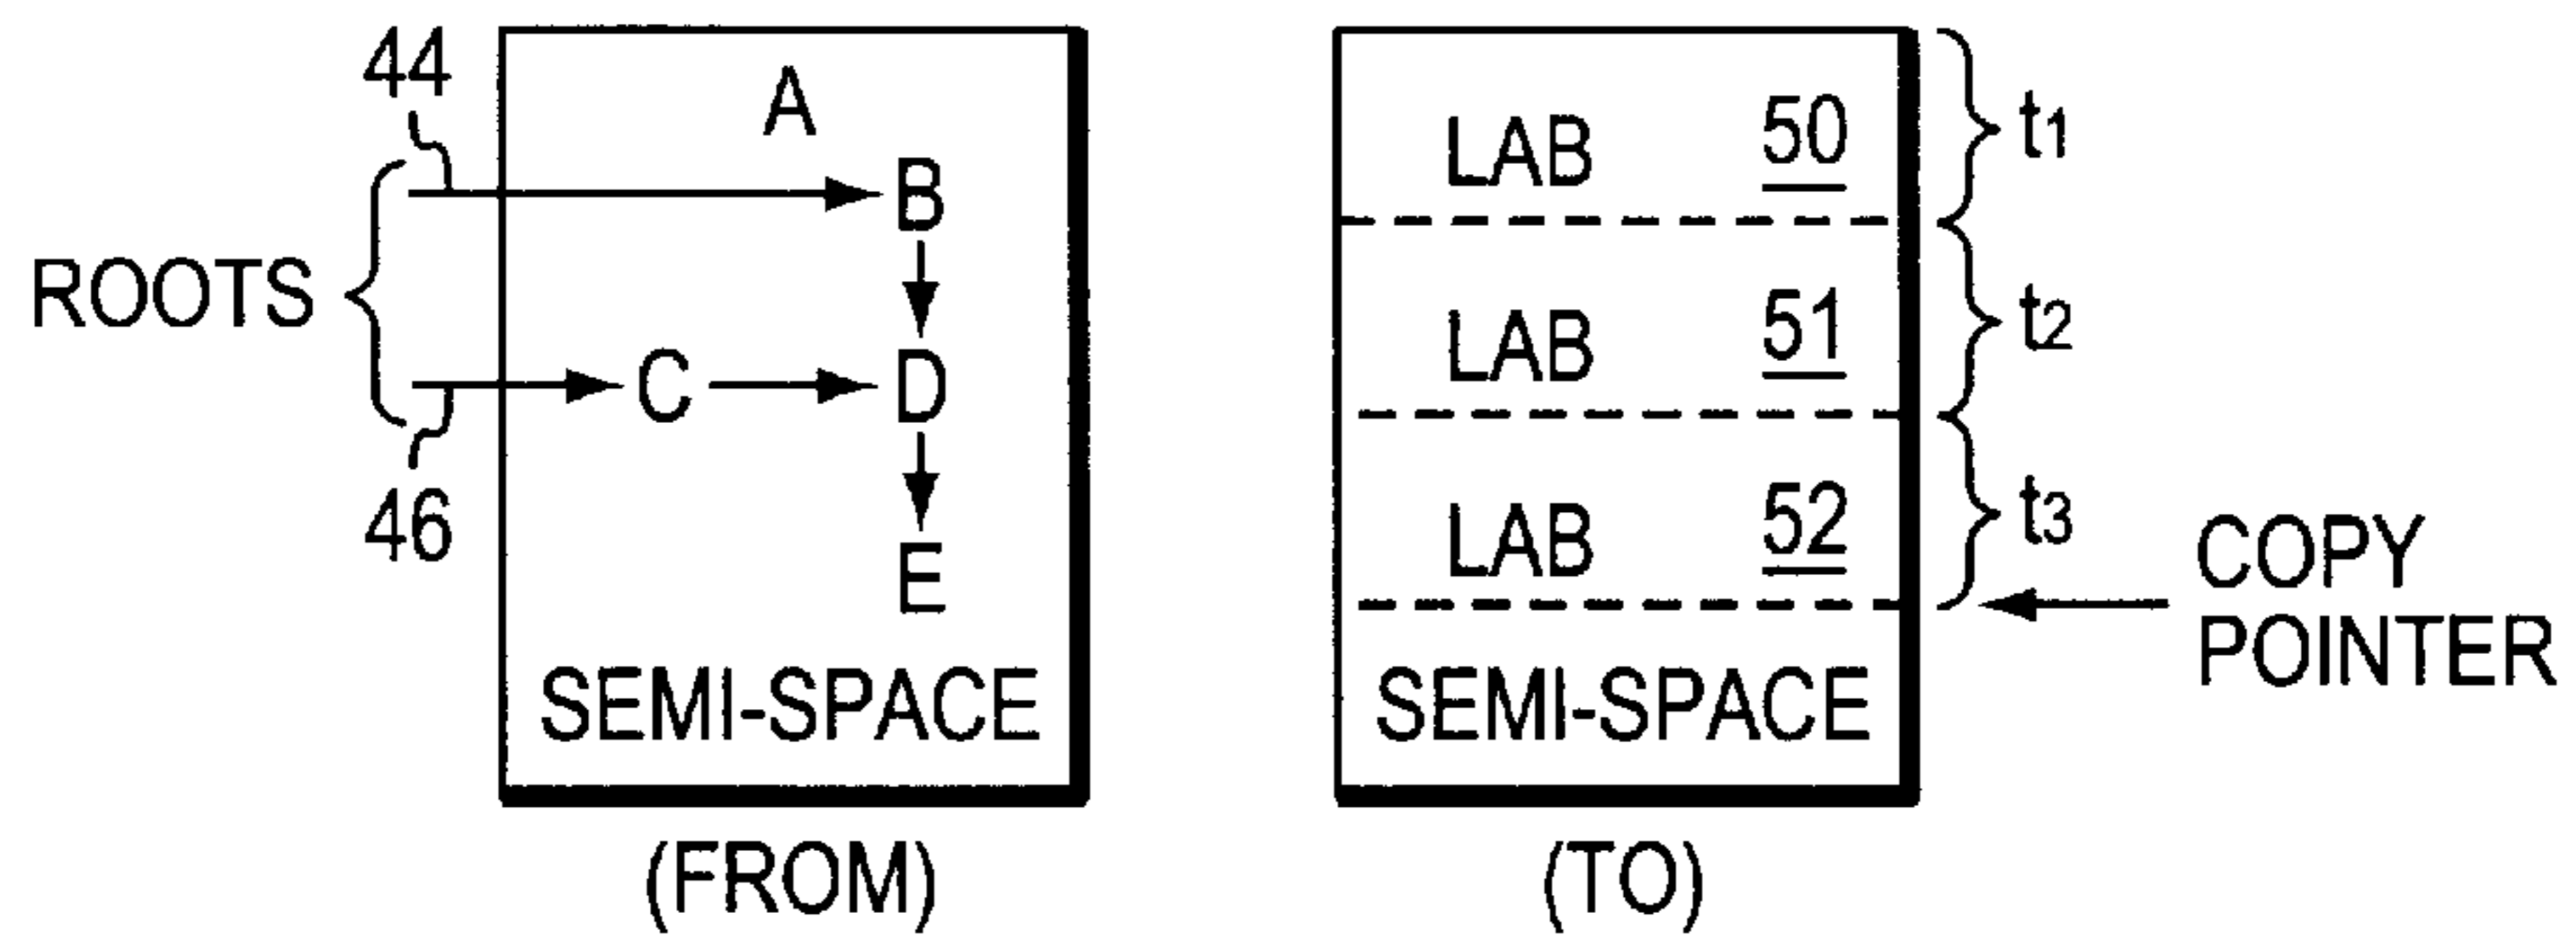 44
ROOTS
46
A
B
C
D
E
SEMI-SPACE
(FROM)
LAB 50
LAB 51
LAB 52
SEMI-SPACE
(TO)
t1
t2
t3
COPY
POINTER